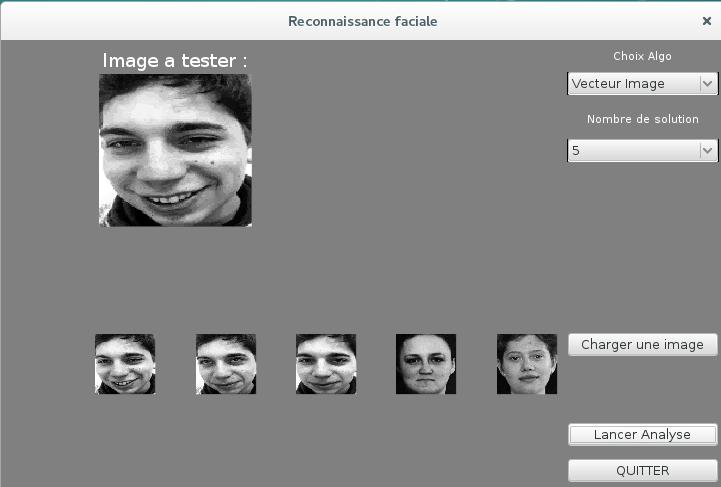 Reconnaissance faciale
Image a tester :
Choix Algo
Vecteur Image
Nombre de solution
5
Charger une image
Lancer Analyse
QUITTER